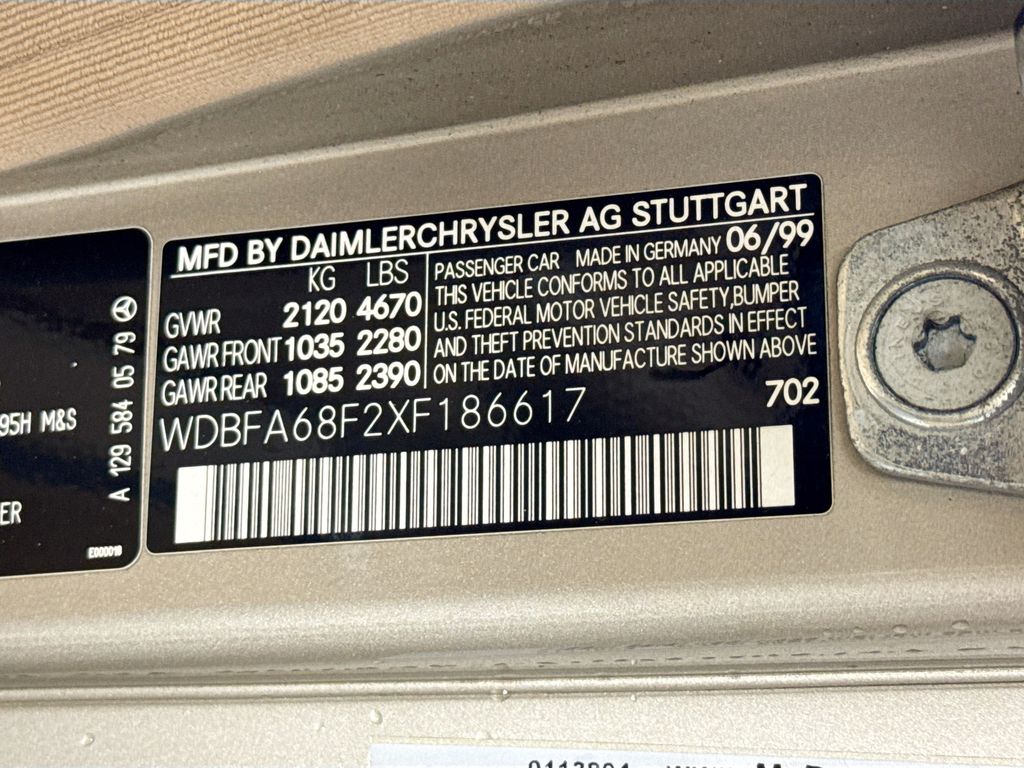 MFD BY DAIMLERCHRYSLER AG STUTTGART
KG LBS
GVWR 2120 4670
GAWR FRONT 1035 2280
GAWR REAR 1085 2390
PASSENGER CAR MADE IN GERMANY 06/99
THIS VEHICLE CONFORMS TO ALL APPLICABLE
U.S. FEDERAL MOTOR VEHICLE SAFETY, BUMPER
AND THEFT PREVENTION STANDARDS IN EFFECT
ON THE DATE OF MANUFACTURE SHOWN ABOVE
WDBFA68F2XF186617
702
95H M&S
ER
A 129 584 05 79
E000010